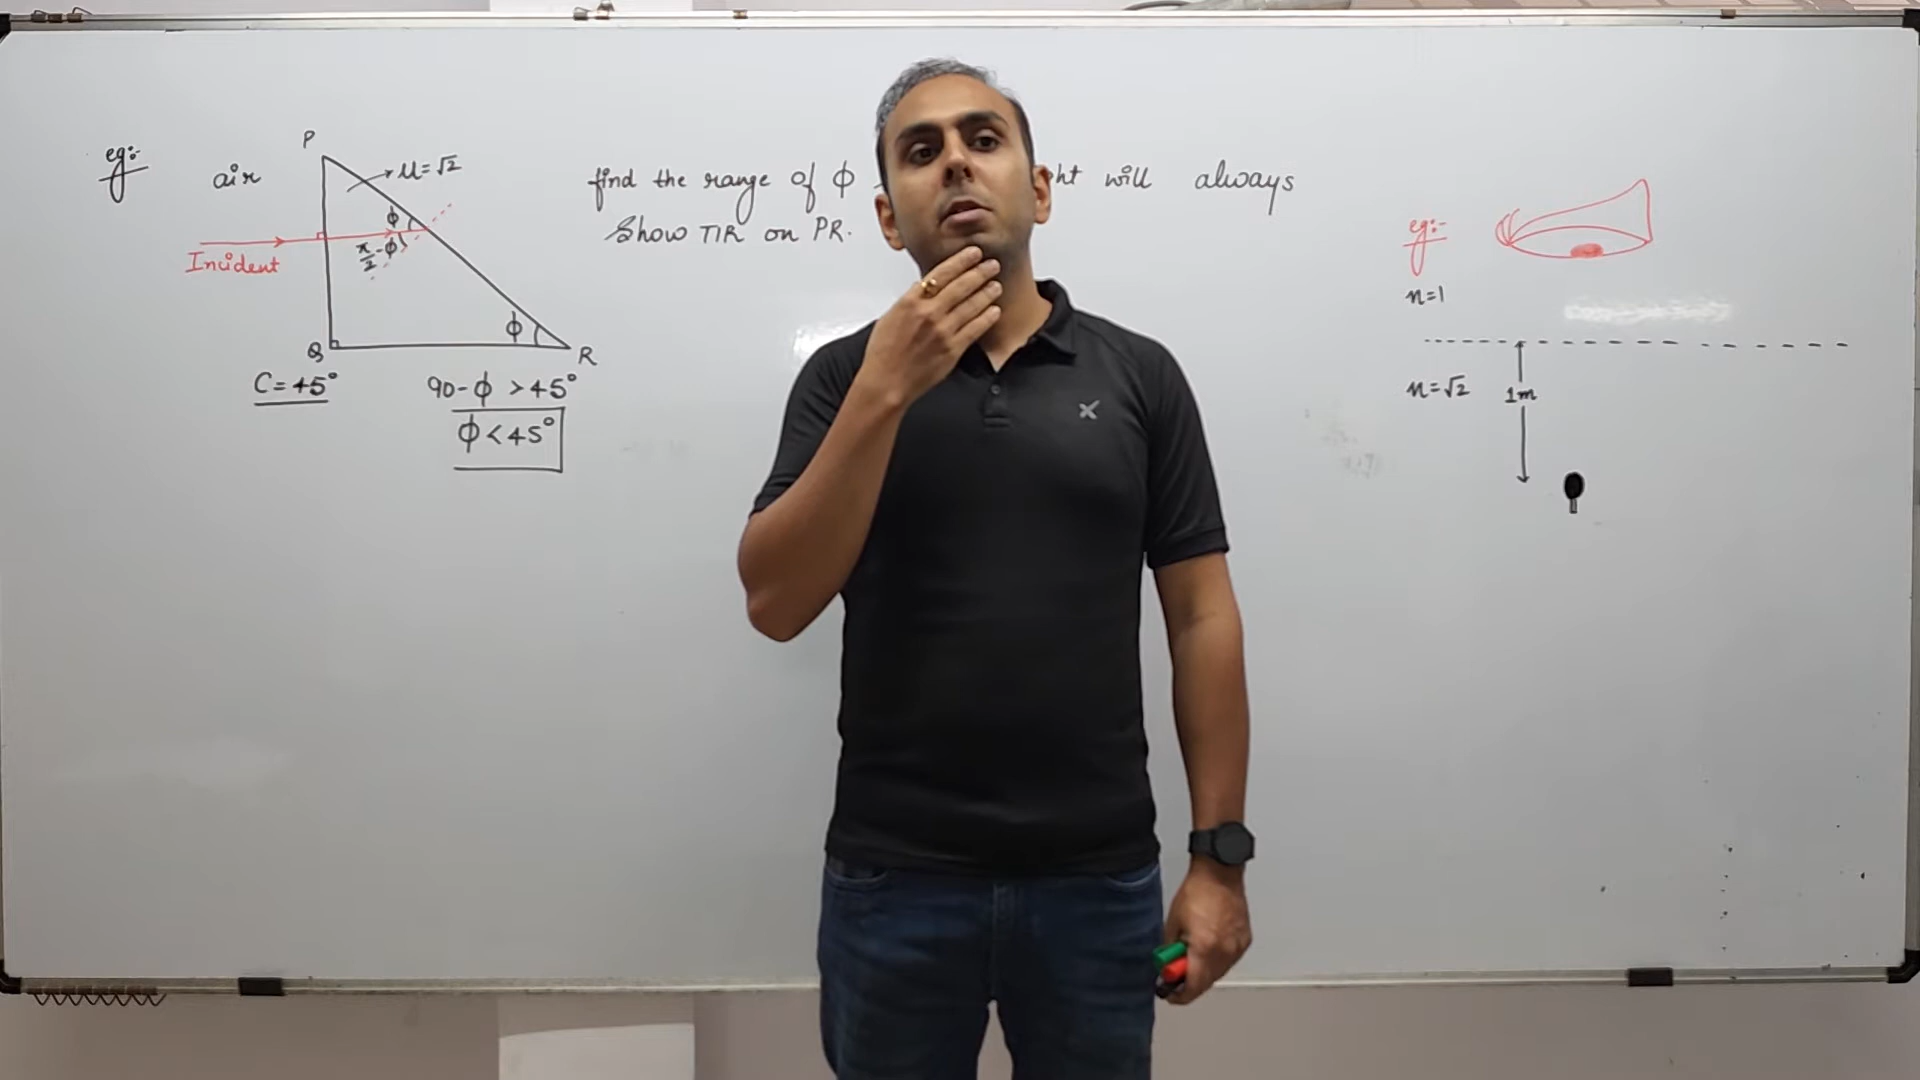 eg:-
air
P
μ=√2
ϕ
π/2-ϕ
Incident
ϕ
Q
R
C=45°
90-ϕ >45°
ϕ<45°
find the range of ϕ will always
Show TIR on PR.
eg:-
n=1
n=√2
1m